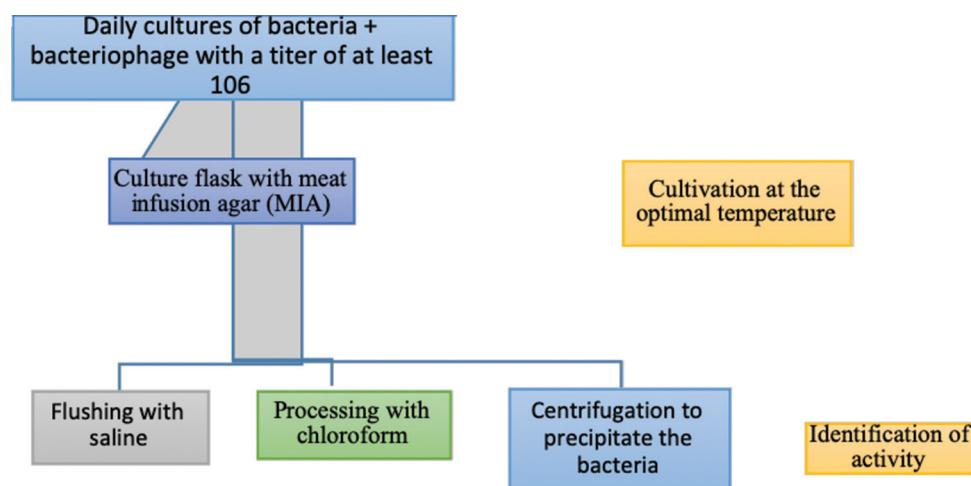 Daily cultures of bacteria +
bacteriophage with a titer of at least
106
Culture flask with meat
infusion agar (MIA)
Cultivation at the
optimal temperature
Flushing with
saline
Processing with
chloroform
Centrifugation to
precipitate the
bacteria
Identification of
activity